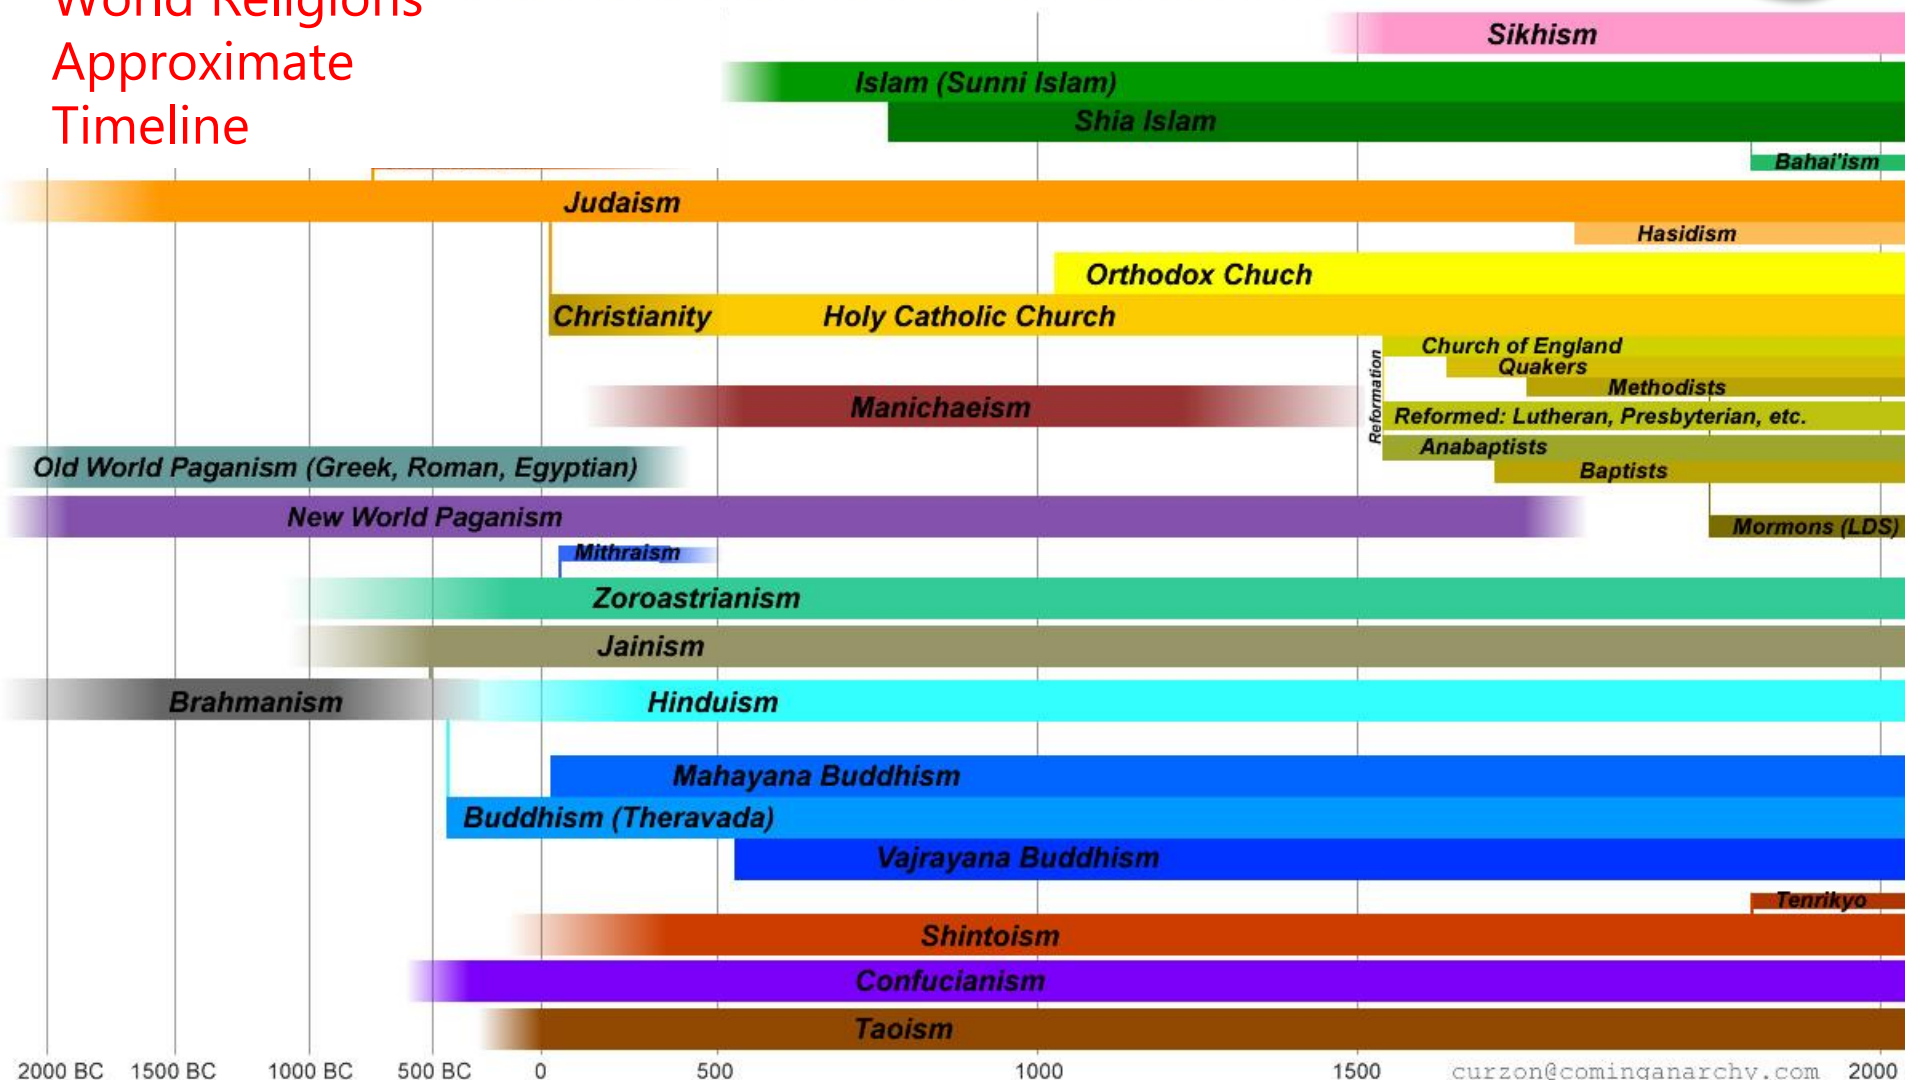 World Religions
Approximate
Timeline
Sikhism
Islam (Sunni Islam)
Shia Islam
Bahai'ism
Judaism
Hasidism
Orthodox Chuch
Christianity
Holy Catholic Church
Reformation
Church of England
Quakers
Methodists
Manichaeism
Reformed: Lutheran, Presbyterian, etc.
Anabaptists
Old World Paganism (Greek, Roman, Egyptian)
Baptists
New World Paganism
Mormons (LDS)
Mithraism
Zoroastrianism
Jainism
Brahmanism
Hinduism
Mahayana Buddhism
Buddhism (Theravada)
Vajrayana Buddhism
Tenrikyo
Shintoism
Confucianism
Taoism
2000 BC 1500 BC 1000 BC 500 BC 0 500 1000 1500 curzon@cominganarchy.com 2000